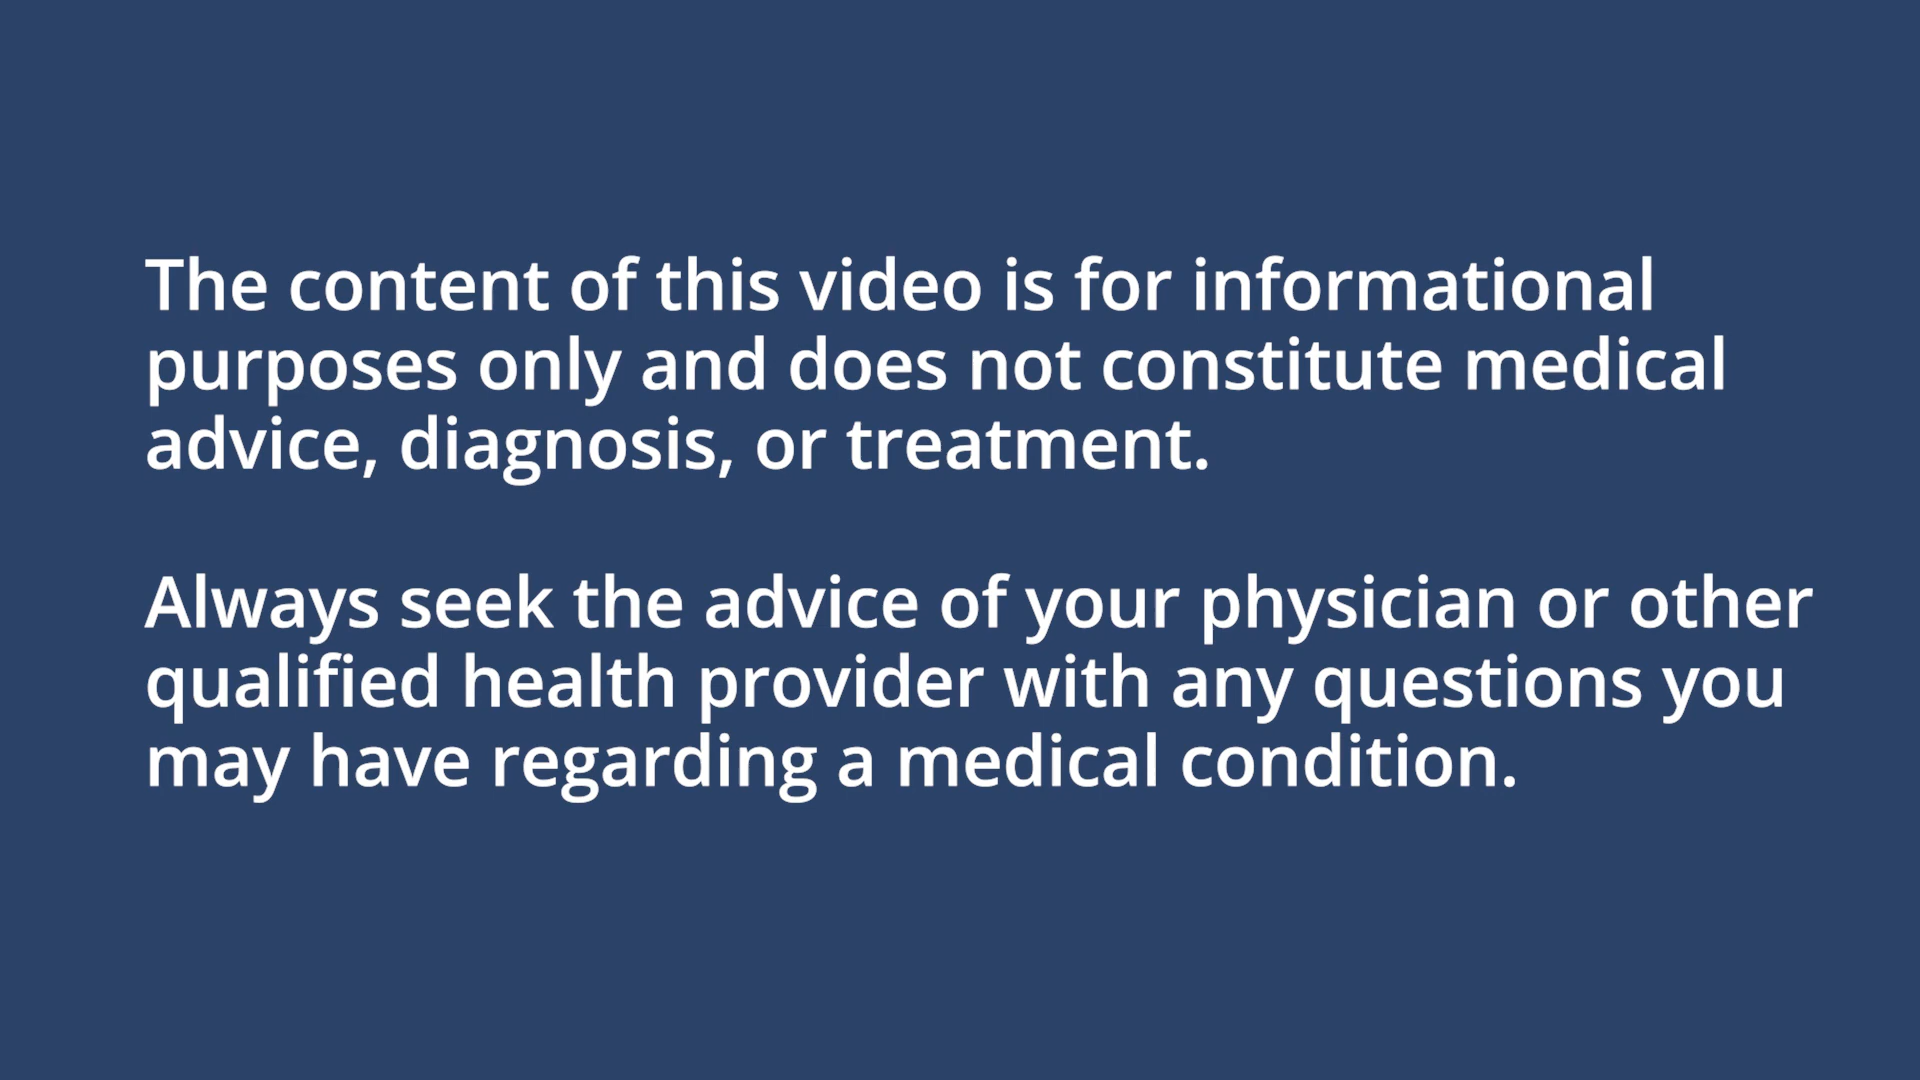 The content of this video is for informational
purposes only and does not constitute medical
advice, diagnosis, or treatment.
Always seek the advice of your physician or other
qualified health provider with any questions you
may have regarding a medical condition.